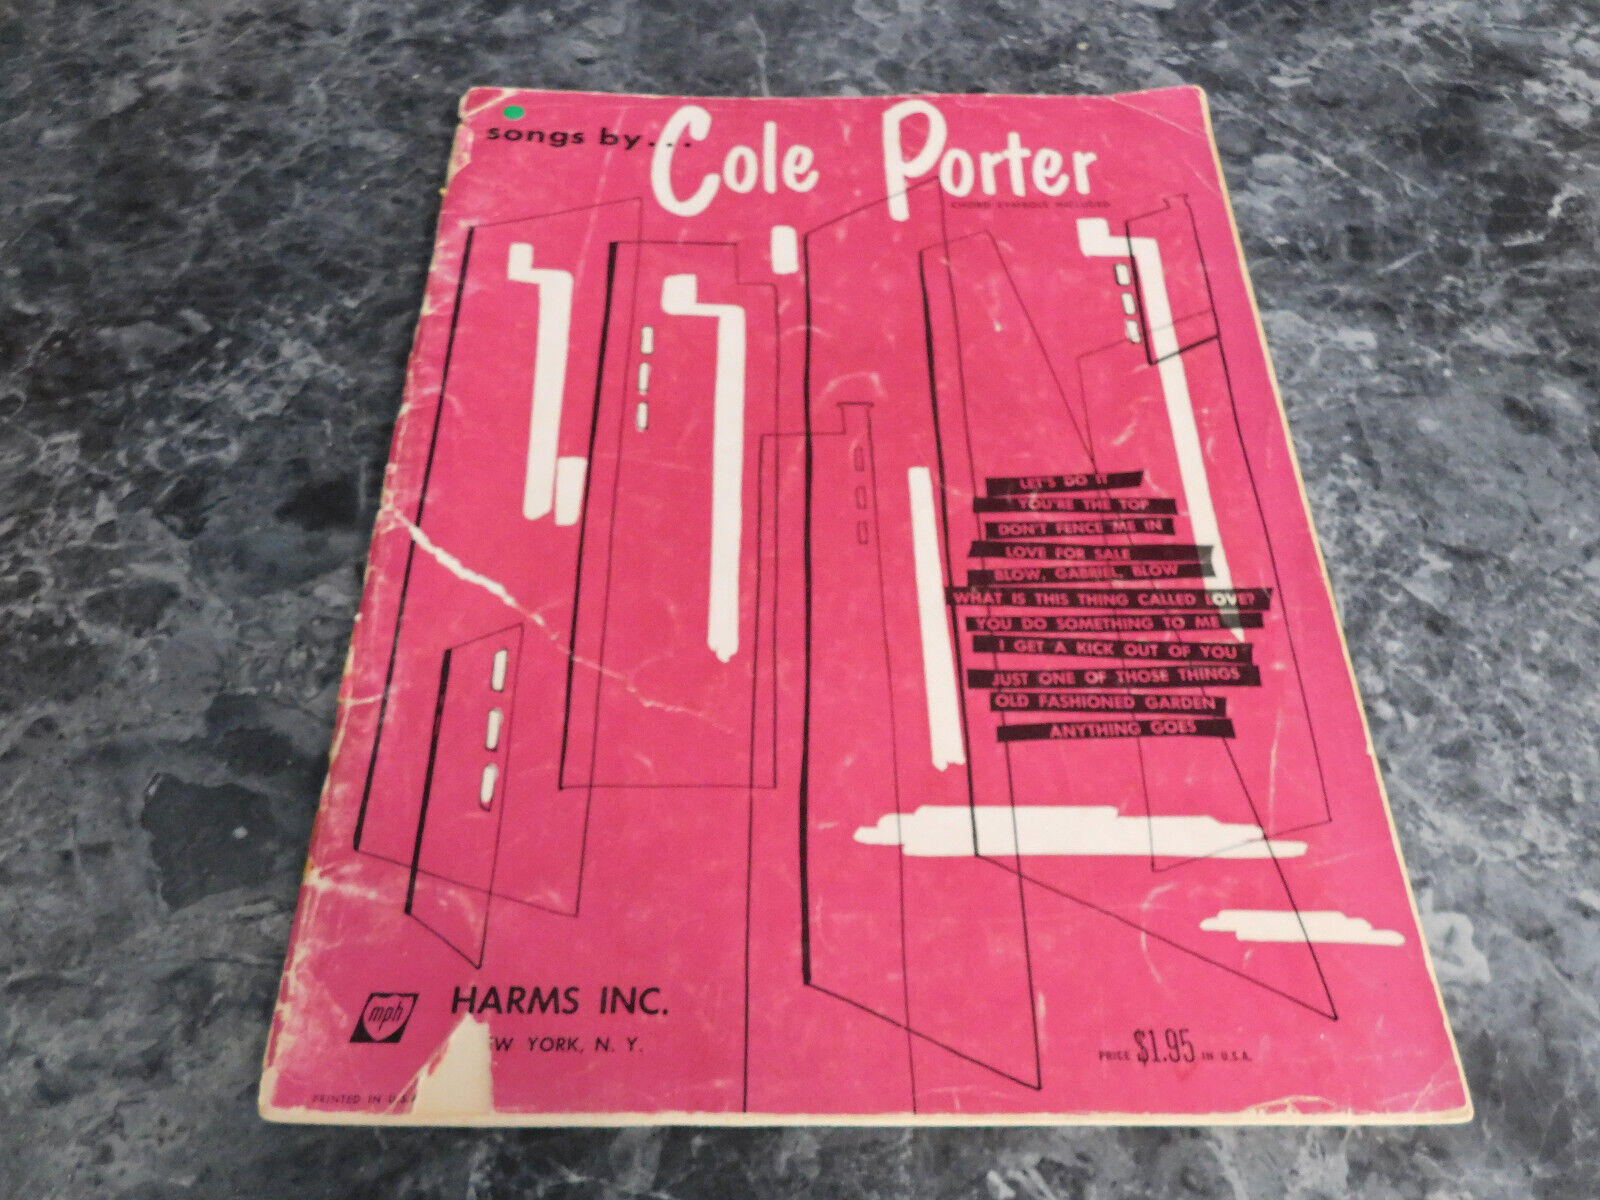 songs by... Cole Porter
CHORD SYMBOLS INCLUDED
LET'S DO IT
YOU'RE THE TOP
DON'T FENCE ME IN
LOVE FOR SALE
BLOW, GABRIEL, BLOW
WHAT IS THIS THING CALLED LOVE?
YOU DO SOMETHING TO ME
I GET A KICK OUT OF YOU
JUST ONE OF THOSE THINGS
OLD FASHIONED GARDEN
ANYTHING GOES
mph
HARMS INC.
YORK, N. Y.
PRICE $1.95 IN U.S.A.
PRINTED IN